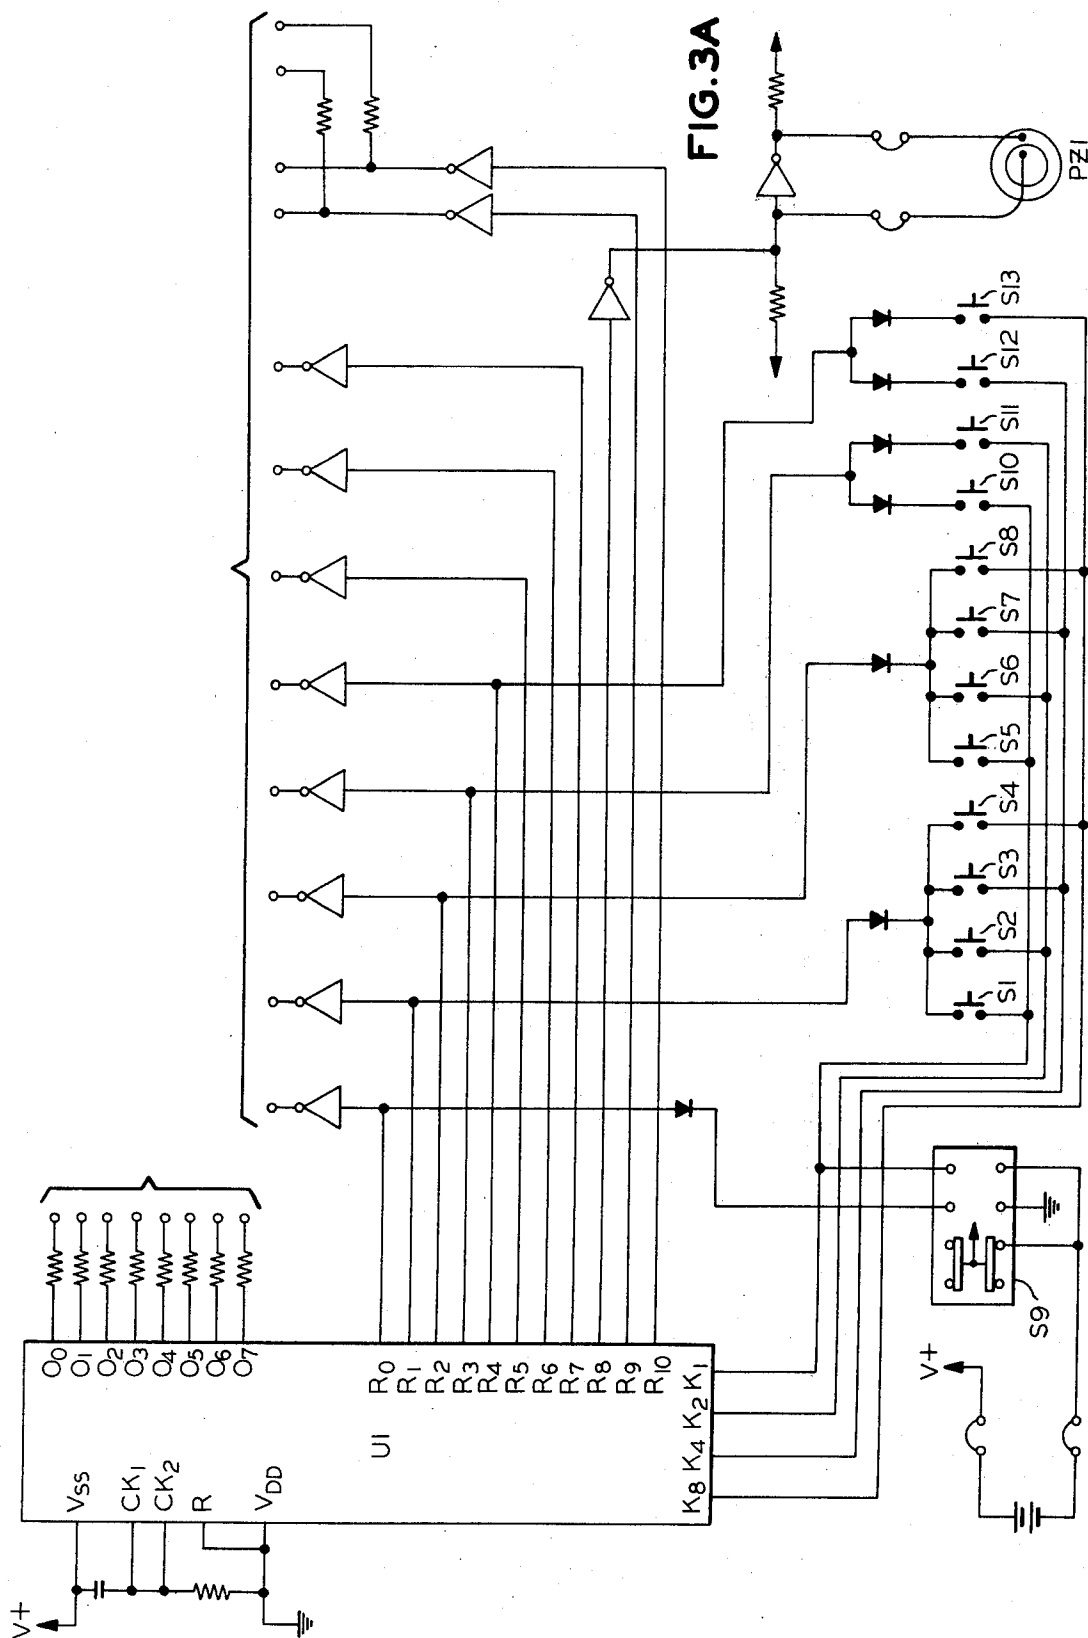 FIG.3A
V+
VSS
CK1
CK2
R
VDD
U1
O0
O1
O2
O3
O4
O5
O6
O7
R0
R1
R2
R3
R4
R5
R6
R7
R8
R9
R10
K8 K4 K2 K1
V+
S9
S1 S2 S3 S4 S5 S6 S7 S8 S10 S11 S12 S13
PZ1